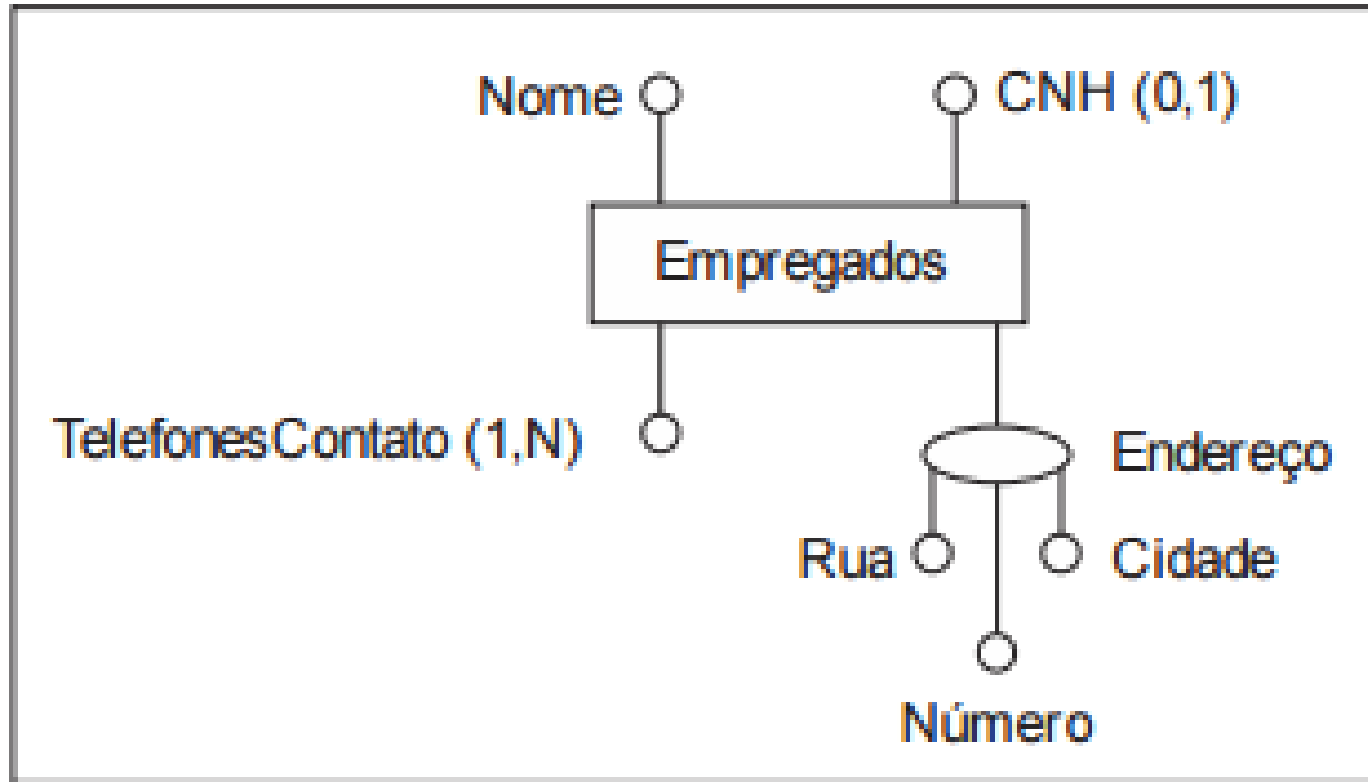 Nome
CNH (0,1)
Empregados
TelefonesContato (1,N)
Endereço
Rua
Cidade
Número